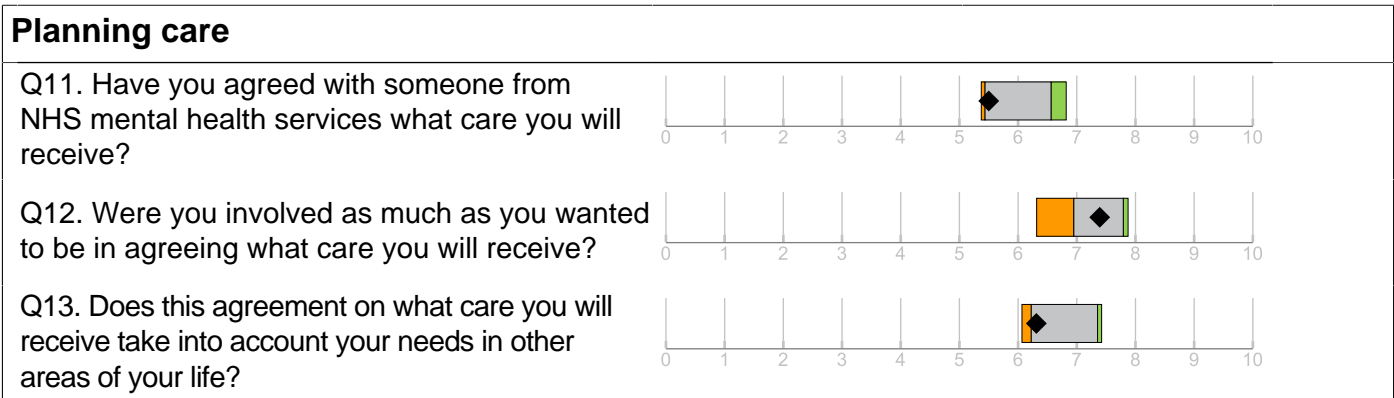 Planning care
Q11. Have you agreed with someone from
NHS mental health services what care you will
receive?
0 1 2 3 4 5 6 7 8 9 10
Q12. Were you involved as much as you wanted
to be in agreeing what care you will receive?
0 1 2 3 4 5 6 7 8 9 10
Q13. Does this agreement on what care you will
receive take into account your needs in other
areas of your life?
0 1 2 3 4 5 6 7 8 9 10